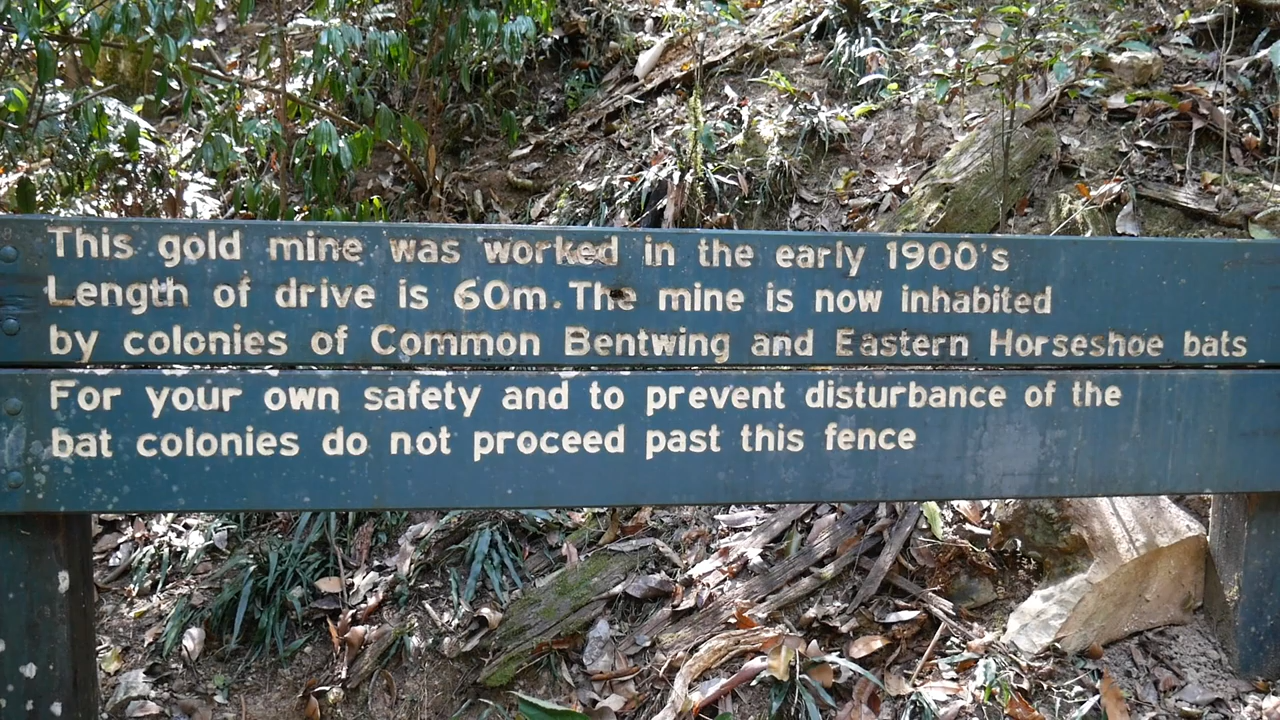 This gold mine was worked in the early 1900's
Length of drive is 60m. The mine is now inhabited
by colonies of Common Bentwing and Eastern Horseshoe bats
For your own safety and to prevent disturbance of the
bat colonies do not proceed past this fence